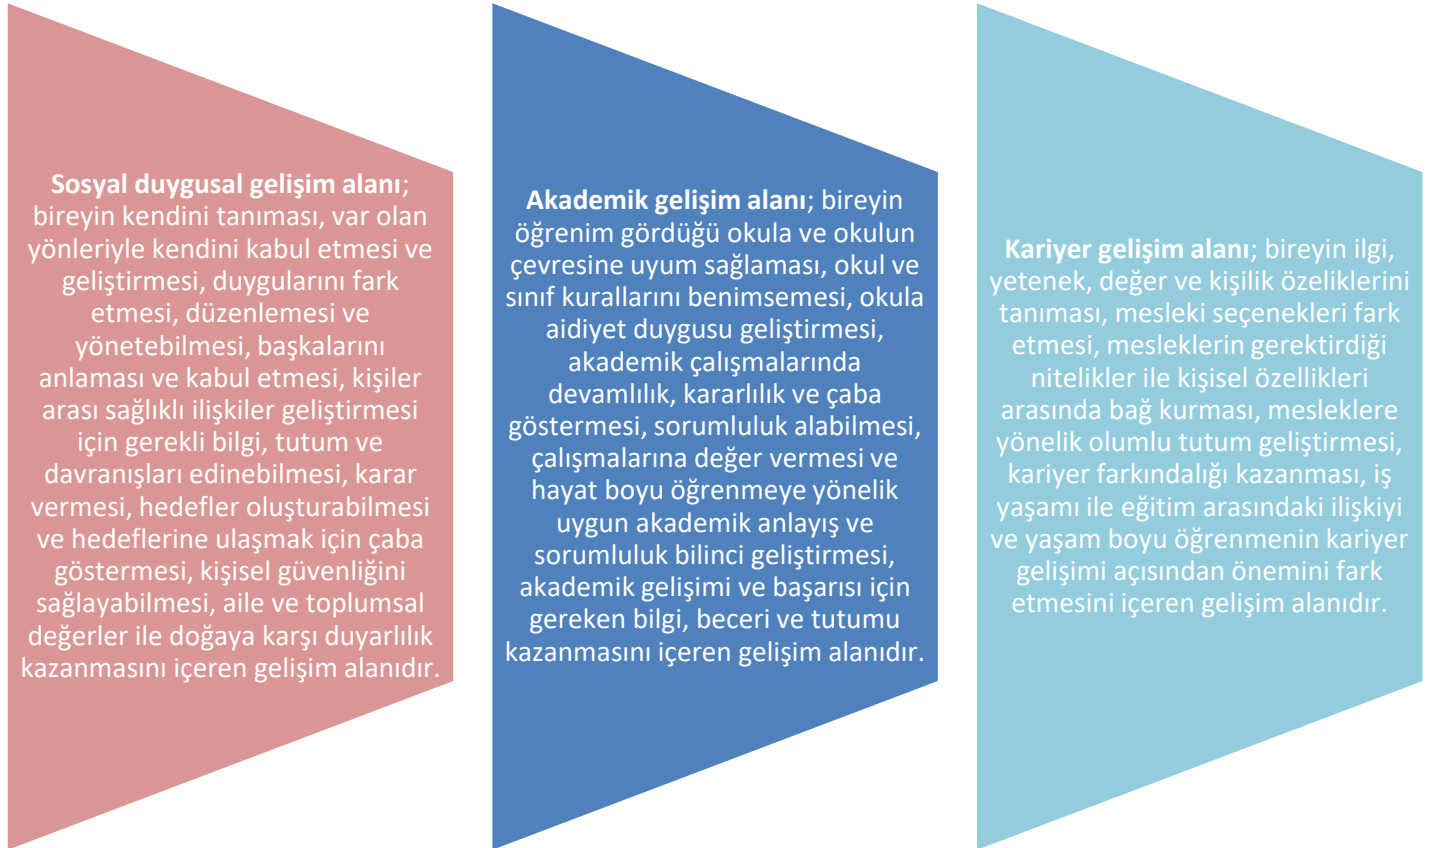 Sosyal duygusal gelişim alanı;
bireyin kendini tanıması, var olan
yönleriyle kendini kabul etmesi ve
geliştirmesi, duygularını fark
etmesi, düzenlemesi ve
yönetebilmesi, başkalarını
anlaması ve kabul etmesi, kişiler
arası sağlıklı ilişkiler geliştirmesi
için gerekli bilgi, tutum ve
davranışları edinebilmesi, karar
vermesi, hedefler oluşturabilmesi
ve hedeflerine ulaşmak için çaba
göstermesi, kişisel güvenliğini
sağlayabilmesi, aile ve toplumsal
değerler ile doğaya karşı duyarlılık
kazanmasını içeren gelişim alanıdır.
Akademik gelişim alanı; bireyin
öğrenim gördüğü okula ve okulun
çevresine uyum sağlaması, okul ve
sınıf kurallarını benimsemesi, okula
aidiyet duygusu geliştirmesi,
akademik çalışmalarında
devamlılık, kararlılık ve çaba
göstermesi, sorumluluk alabilmesi,
çalışmalarına değer vermesi ve
hayat boyu öğrenmeye yönelik
uygun akademik anlayış ve
sorumluluk bilinci geliştirmesi,
akademik gelişimi ve başarısı için
gereken bilgi, beceri ve tutumu
kazanmasını içeren gelişim alanıdır.
Kariyer gelişim alanı; bireyin ilgi,
yetenek, değer ve kişilik özeliklerini
tanıması, mesleki seçenekleri fark
etmesi, mesleklerin gerektirdiği
nitelikler ile kişisel özellikleri
arasında bağ kurması, mesleklere
yönelik olumlu tutum geliştirmesi,
kariyer farkındalığı kazanması, iş
yaşamı ile eğitim arasındaki ilişkiyi
ve yaşam boyu öğrenmenin kariyer
gelişimi açısından önemini fark
etmesini içeren gelişim alanıdır.